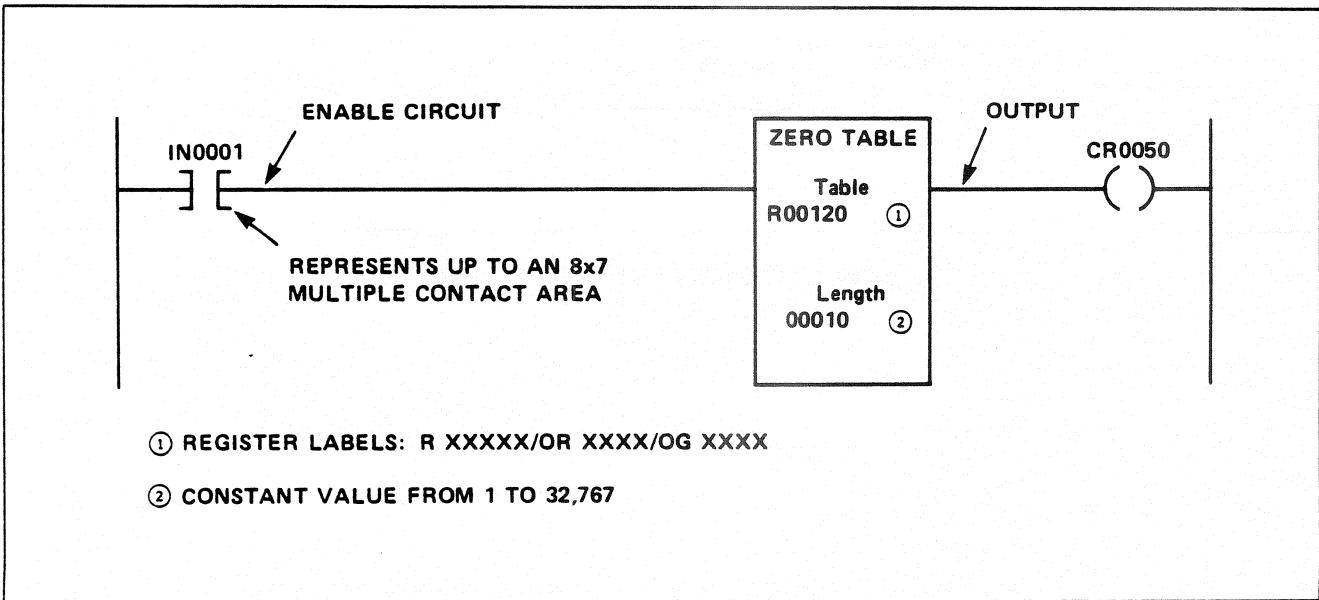 ENABLE CIRCUIT
OUTPUT
IN0001
ZERO TABLE
CR0050
Table
R00120 ①
REPRESENTS UP TO AN 8x7
MULTIPLE CONTACT AREA
Length
00010 ②
① REGISTER LABELS: R XXXXX/OR XXXX/OG XXXX
② CONSTANT VALUE FROM 1 TO 32,767